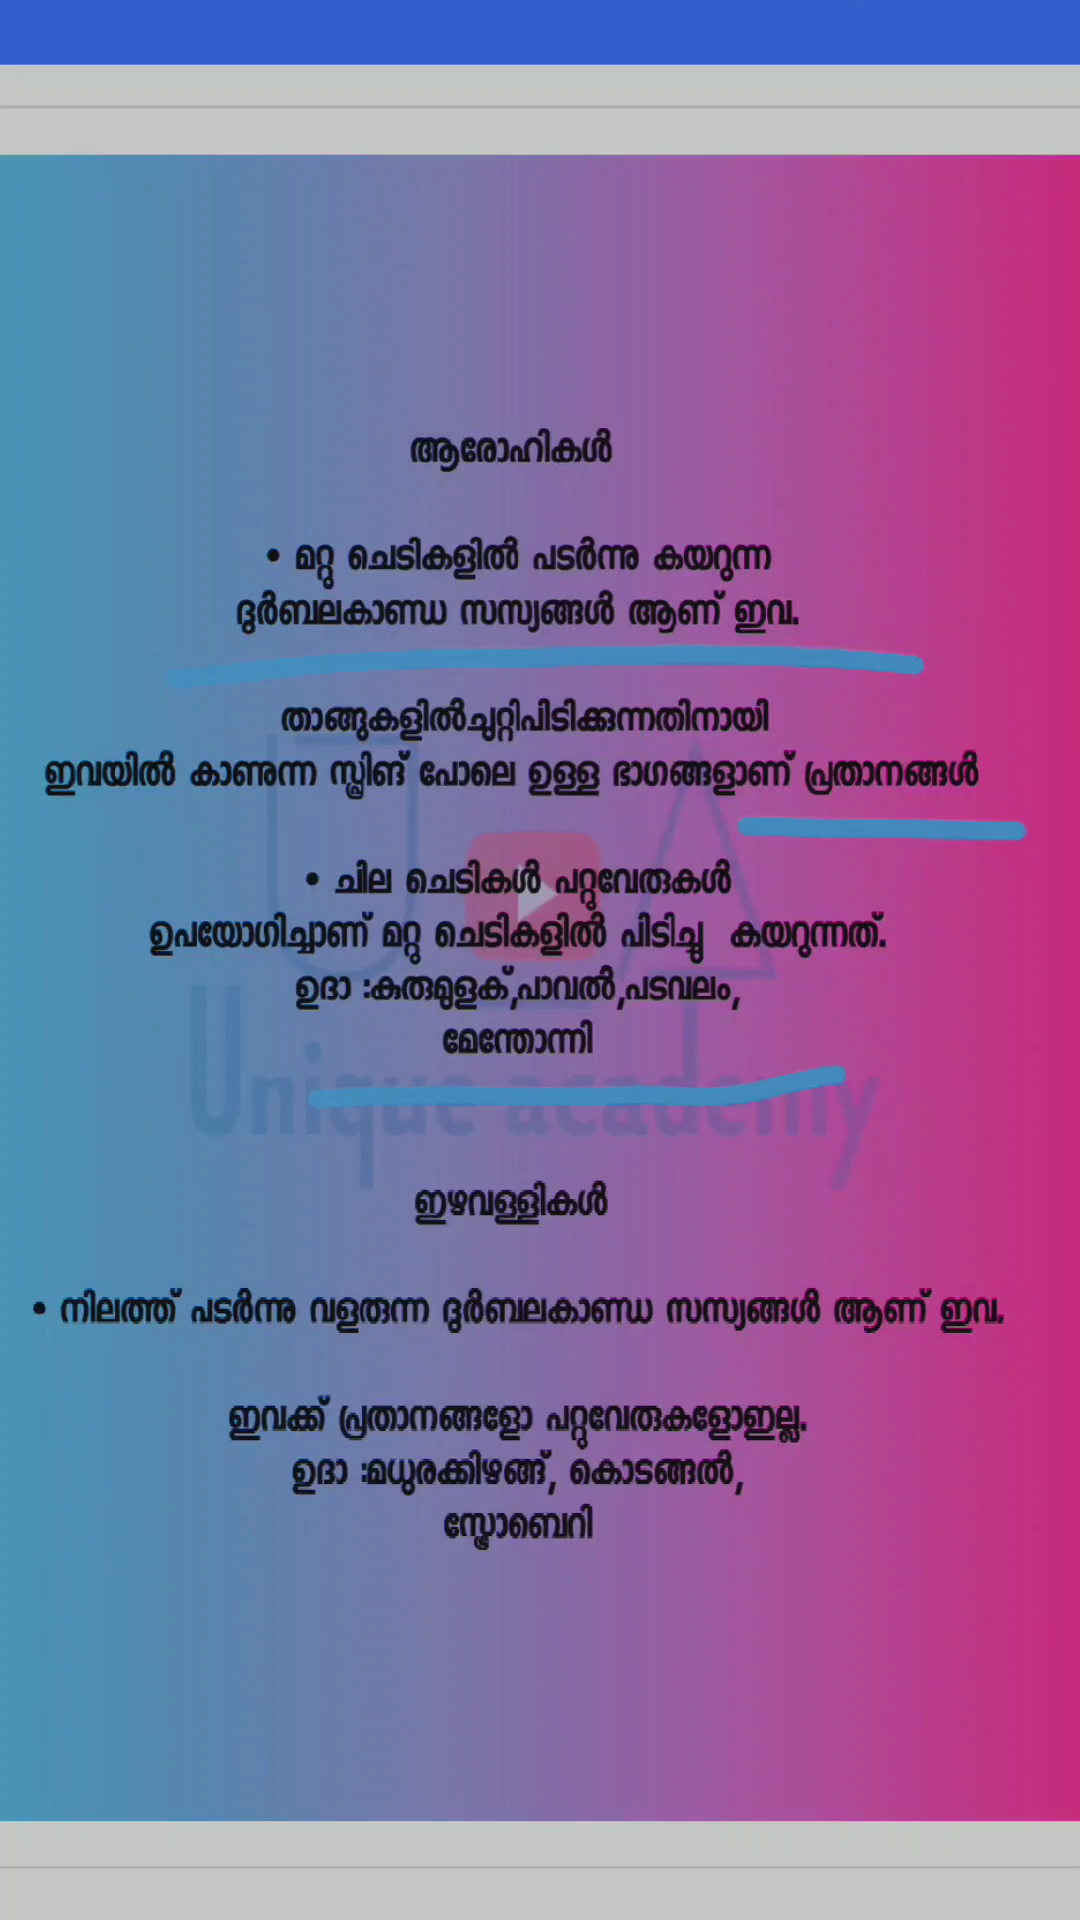 ആരോഹികൾ
• മറ്റു ചെടികളിൽ പടർന്നു കയറുന്ന
ദുർബലകാണ്ഡ സസ്യങ്ങൾ ആണ് ഇവ.
താങ്ങുകളിൽചുറ്റിപിടിക്കുന്നതിനായി
ഇവയിൽ കാണുന്ന സ്പ്രിങ് പോലെ ഉള്ള ഭാഗങ്ങളാണ് പ്രതാനങ്ങൾ
• ചില ചെടികൾ പറ്റുവേരുകൾ
ഉപയോഗിച്ചാണ് മറ്റു ചെടികളിൽ പിടിച്ചു കയറുന്നത്.
ഉദാ :കുരുമുളക്,പാവൽ,പടവലം,
മേന്തോന്നി
Unique academy
ഇഴവള്ളികൾ
• നിലത്ത് പടർന്നു വളരുന്ന ദുർബലകാണ്ഡ സസ്യങ്ങൾ ആണ് ഇവ.
ഇവക്ക് പ്രതാനങ്ങളോ പറ്റുവേരുകളോഇല്ല.
ഉദാ :മധുരക്കിഴങ്ങ്, കൊടങ്ങൽ,
സ്ട്രോബെറി